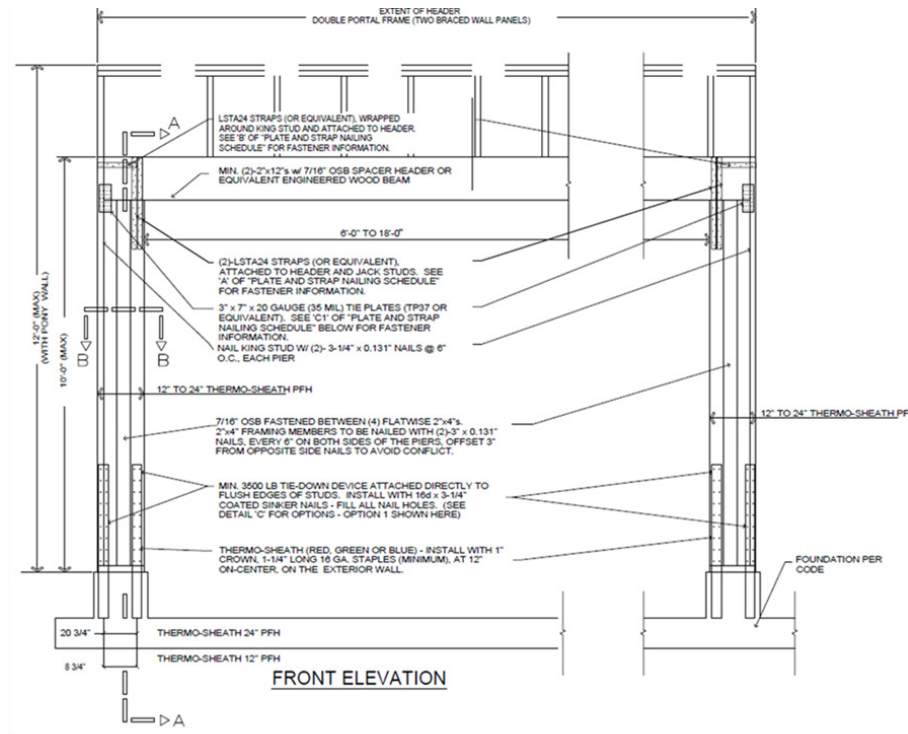 EXTENT OF HEADER
DOUBLE PORTAL FRAME (TWO BRACED WALL PANELS)
A
LSTA24 STRAPS (OR EQUIVALENT), WRAPPED
AROUND KING STUD AND ATTACHED TO HEADER.
SEE 'B' OF "PLATE AND STRAP NAILING
SCHEDULE" FOR FASTENER INFORMATION.
MIN. (2)-2"x12"s w/ 7/16" OSB SPACER HEADER OR
EQUIVALENT ENGINEERED WOOD BEAM
6'-0" TO 18'-0"
(2)-LSTA24 STRAPS (OR EQUIVALENT),
ATTACHED TO HEADER AND JACK STUDS. SEE
'A' OF "PLATE AND STRAP NAILING SCHEDULE"
FOR FASTENER INFORMATION.
3" x 7" x 20 GAUGE (35 MIL) TIE PLATES (TP37 OR
EQUIVALENT). SEE 'C1' OF "PLATE AND STRAP
NAILING SCHEDULE" BELOW FOR FASTENER
INFORMATION.
NAIL KING STUD W/ (2)- 3-1/4" x 0.131" NAILS @ 6"
O.C., EACH PIER
12'-0" (MAX)
(WITH PONY WALL)
10'-0" (MAX)
B
B
12" TO 24" THERMO-SHEATH PFH
12" TO 24" THERMO-SHEATH PF
7/16" OSB FASTENED BETWEEN (4) FLATWISE 2"x4"s.
2"x4" FRAMING MEMBERS TO BE NAILED WITH (2)-3" x 0.131"
NAILS, EVERY 6" ON BOTH SIDES OF THE PIERS, OFFSET 3"
FROM OPPOSITE SIDE NAILS TO AVOID CONFLICT.
MIN. 3500 LB TIE-DOWN DEVICE ATTACHED DIRECTLY TO
FLUSH EDGES OF STUDS. INSTALL WITH 16d x 3-1/4"
COATED SINKER NAILS - FILL ALL NAIL HOLES. (SEE
DETAIL 'C' FOR OPTIONS - OPTION 1 SHOWN HERE)
THERMO-SHEATH (RED, GREEN OR BLUE) - INSTALL WITH 1"
CROWN, 1-1/4" LONG 16 GA. STAPLES (MINIMUM), AT 12"
ON-CENTER, ON THE EXTERIOR WALL.
FOUNDATION PER
CODE
20 3/4"
THERMO-SHEATH 24" PFH
8 3/4"
THERMO-SHEATH 12" PFH
FRONT ELEVATION
A